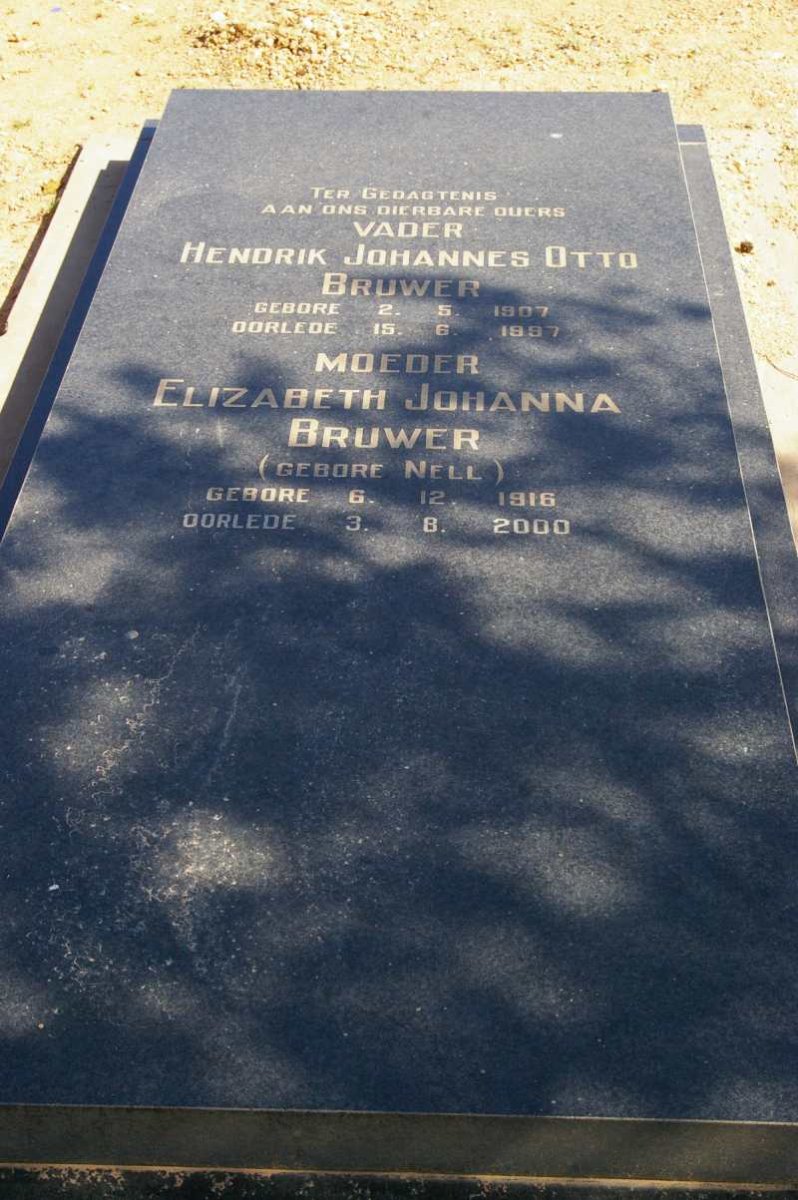 Ter Gedagtenis
aan ons dierbare ouers
VADER
Hendrik Johannes Otto
Bruwer
gebore 2. 5. 1907
oorlede 15. 6. 1997
MOEDER
Elizabeth Johanna
Bruwer
(gebore Nell)
gebore 6. 12. 1916
oorlede 3. 8. 2000